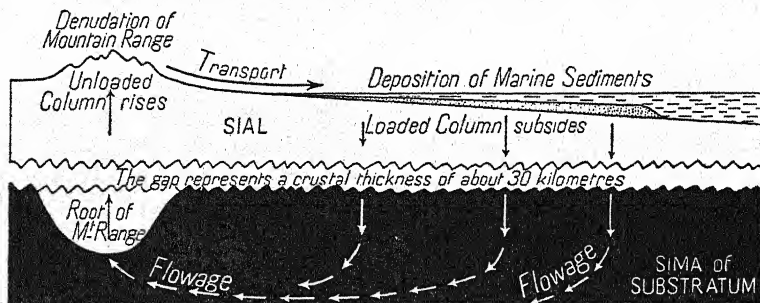 Denudation of
Mountain Range
Transport
Unloaded
Column rises
Deposition of Marine Sediments
SIAL
Loaded Column subsides
The gap represents a crustal thickness of about 30 kilometres
Root of
Mt Range
Flowage
Flowage
SIMA OF
SUBSTRATUM